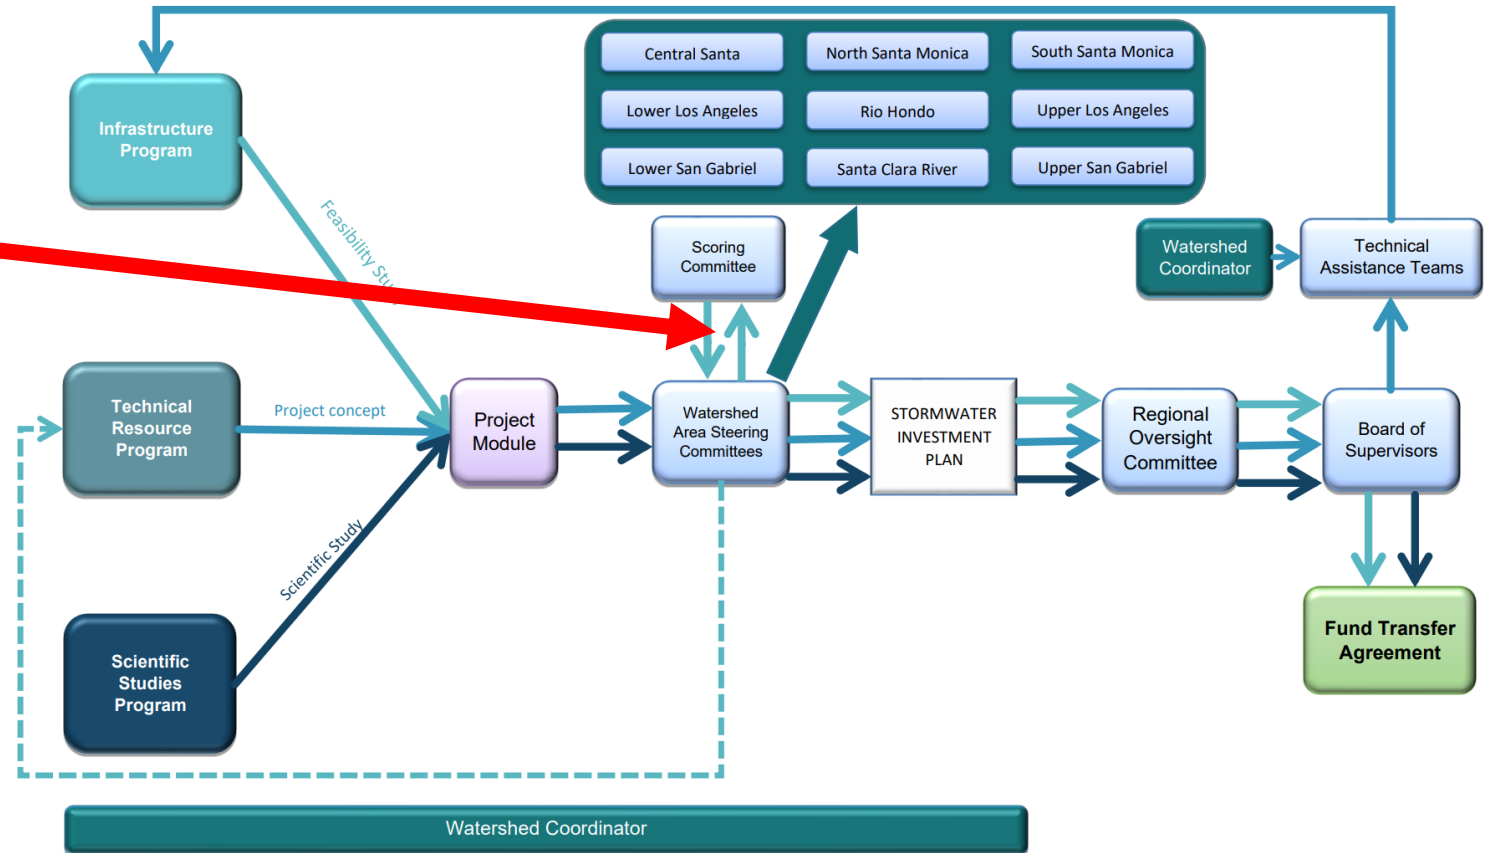 Central Santa
North Santa Monica
South Santa Monica
Lower Los Angeles
Rio Hondo
Upper Los Angeles
Lower San Gabriel
Santa Clara River
Upper San Gabriel
Infrastructure
Program
Feasibility
Scoring
Committee
Watershed
Coordinator
Technical
Assistance Teams
Technical
Resource
Program
Project concept
Project
Module
Watershed
Area Steering
Committees
STORMWATER
INVESTMENT
PLAN
Regional
Oversight
Committee
Board of
Supervisors
Scientific Study
Scientific
Studies
Program
Fund Transfer
Agreement
Watershed Coordinator